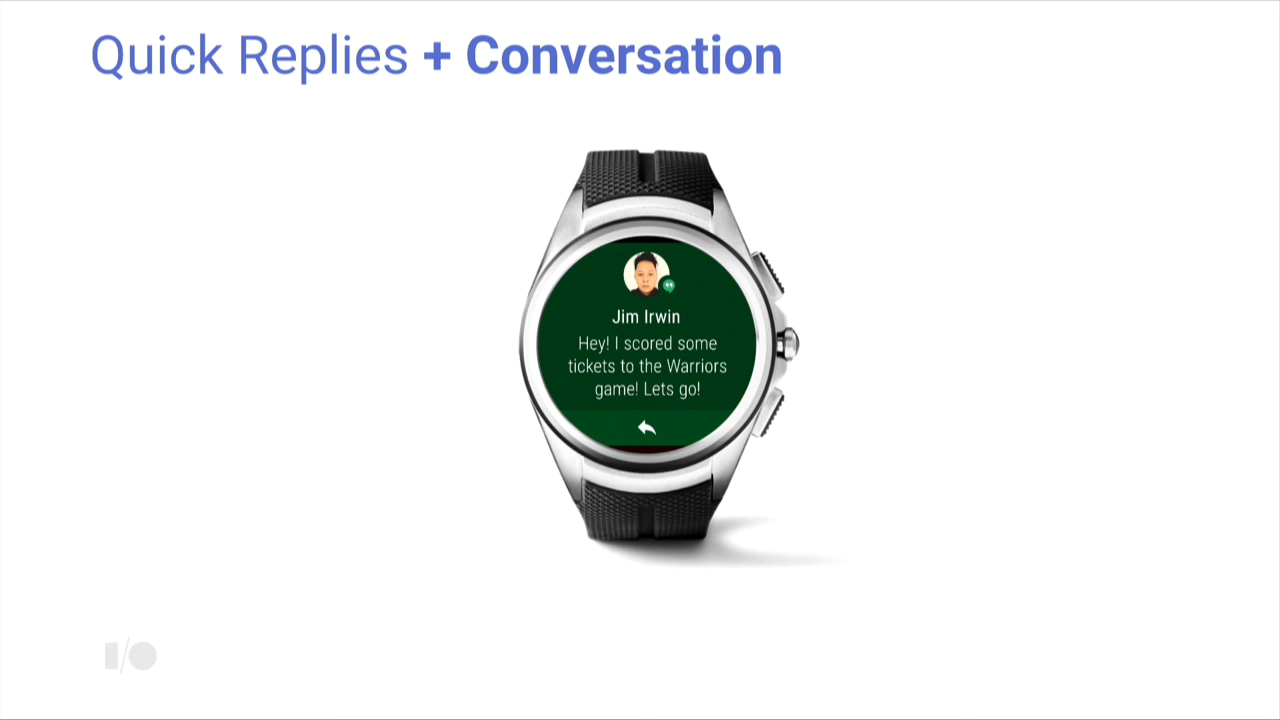 Quick Replies + Conversation
Jim Irwin
Hey! I scored some
tickets to the Warriors
game! Lets go!
I/O